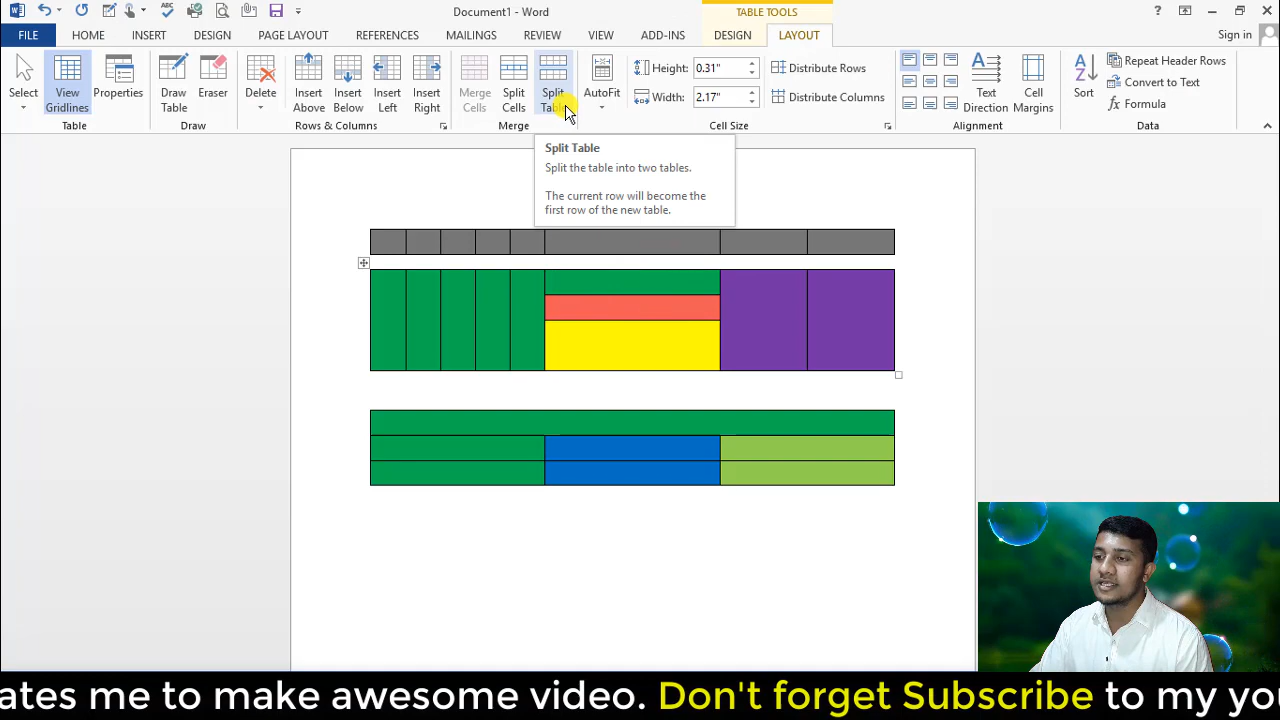 Document1 - Word
TABLE TOOLS
?
FILE
HOME
INSERT
DESIGN
PAGE LAYOUT
REFERENCES
MAILINGS
REVIEW
VIEW
ADD-INS
DESIGN
LAYOUT
Sign in
Select
View Gridlines
Properties
Table
Draw Table
Eraser
Draw
Delete
Insert Above
Insert Below
Insert Left
Insert Right
Rows & Columns
Merge Cells
Split Cells
Split Table
Merge
AutoFit
Height: 0.31"
Width: 2.17"
Distribute Rows
Distribute Columns
Cell Size
Text Direction
Cell Margins
Alignment
Sort
Repeat Header Rows
Convert to Text
Formula
Data
Split Table
Split the table into two tables.
The current row will become the
first row of the new table.
ates me to make awesome video. Don't forget Subscribe to my yo